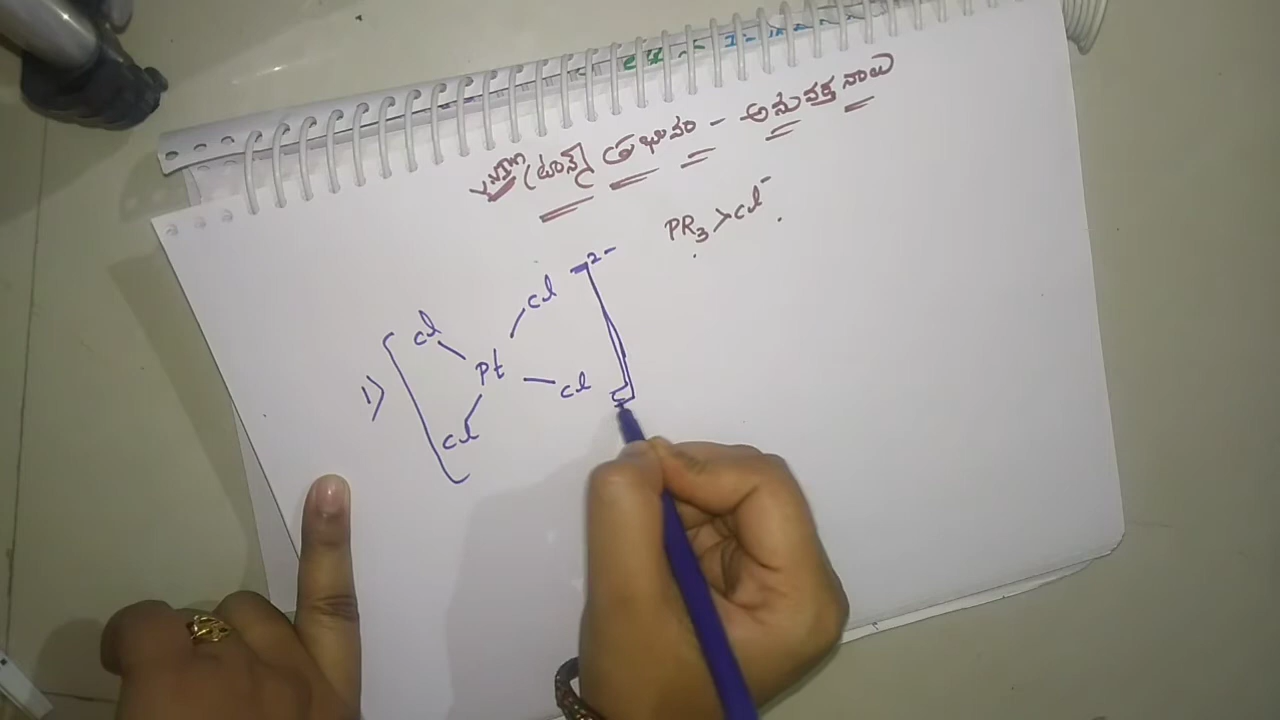 (ట్రాన్స్) ప్రభావం - అనువర్తనాలు
PR₃ > Cl⁻
1) [Cl Cl 2-
Pt
Cl Cl